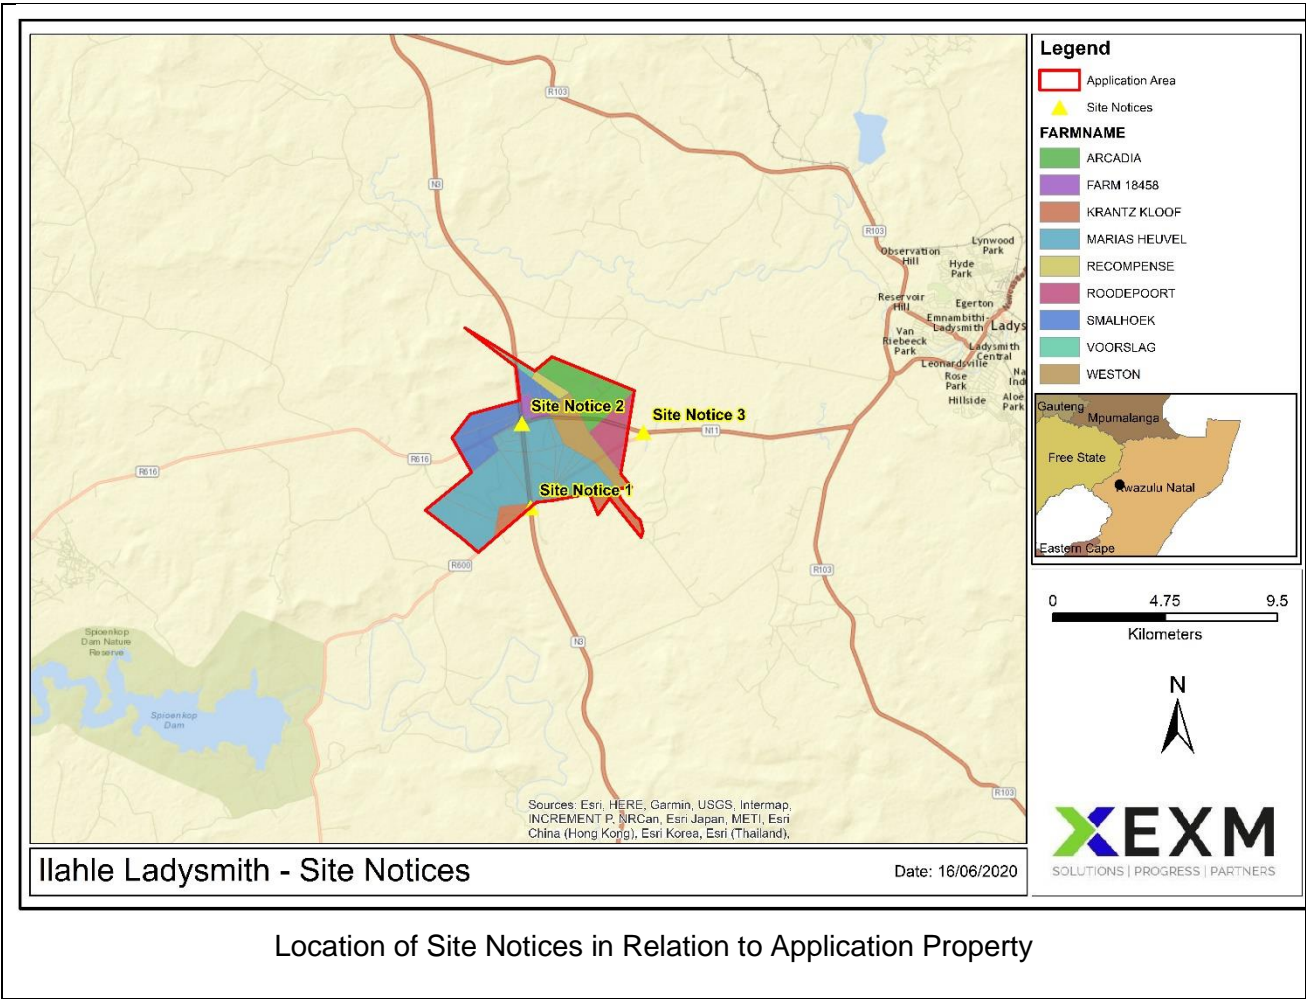 R103
N3
R103
Observation
Hill
Lynwood
Park
Hyde
Park
Reservoir
Hill
Egerton
Emnambithi-
Ladysmith
Ladys
Van
Riebeeck
Park
Ladysmith
Central
Leonardsville
Rose
Park
Na
Ind
Hillside
Aloe
Park
Site Notice 2
Site Notice 3
N11
R616
R616
Site Notice 1
R600
R103
N3
Spioenkop
Dam Nature
Reserve
Spioenkop
Dam
R103
Sources: Esri, HERE, Garmin, USGS, Intermap,
INCREMENT P, NRCan, Esri Japan, METI, Esri
China (Hong Kong), Esri Korea, Esri (Thailand),
Ilahle Ladysmith - Site Notices
Date: 16/06/2020
Legend
Application Area
Site Notices
FARMNAME
ARCADIA
FARM 18458
KRANTZ KLOOF
MARIAS HEUVEL
RECOMPENSE
ROODEPOORT
SMALHOEK
VOORSLAG
WESTON
Gauteng
Mpumalanga
Free State
Kwazulu Natal
Eastern Cape
0 4.75 9.5
Kilometers
N
EXM
SOLUTIONS | PROGRESS | PARTNERS
Location of Site Notices in Relation to Application Property